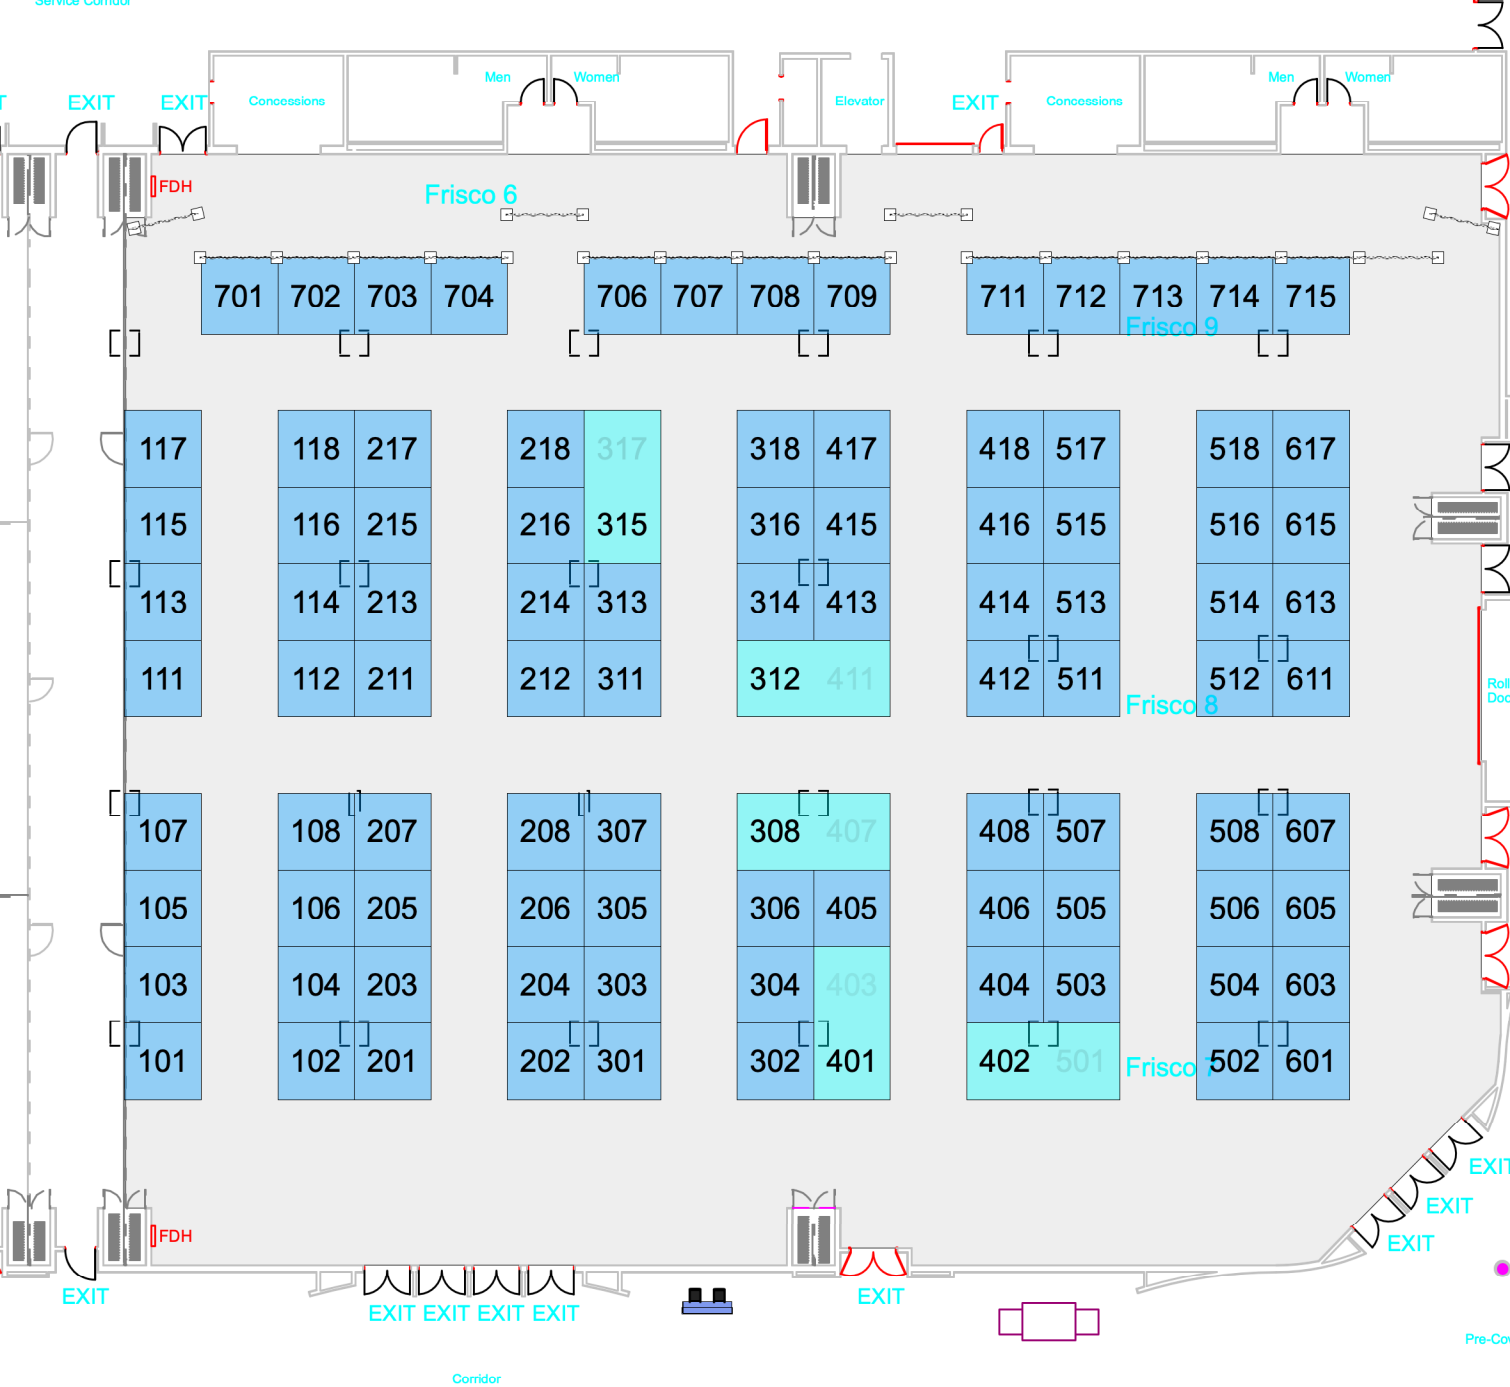 Service Corridor
Men
Women
Men
Women
EXIT
EXIT
Concessions
Elevator
EXIT
Concessions
FDH
Frisco 6
701 702 703 704 706 707 708 709 711 712 713 714 715
Frisco 9
117 118 217 218 317 318 417 418 517 518 617
115 116 215 216 315 316 415 416 515 516 615
113 114 213 214 313 314 413 414 513 514 613
111 112 211 212 311 312 411 412 511 512 611
Roll
Doo
Frisco 8
107 108 207 208 307 308 407 408 507 508 607
105 106 205 206 305 306 405 406 505 506 605
103 104 203 204 303 304 403 404 503 504 603
101 102 201 202 301 302 401 402 501 502 601
Frisco 7
EXIT
EXIT
FDH
EXIT
EXIT
EXIT EXIT EXIT EXIT
EXIT
Pre-Co
Corridor